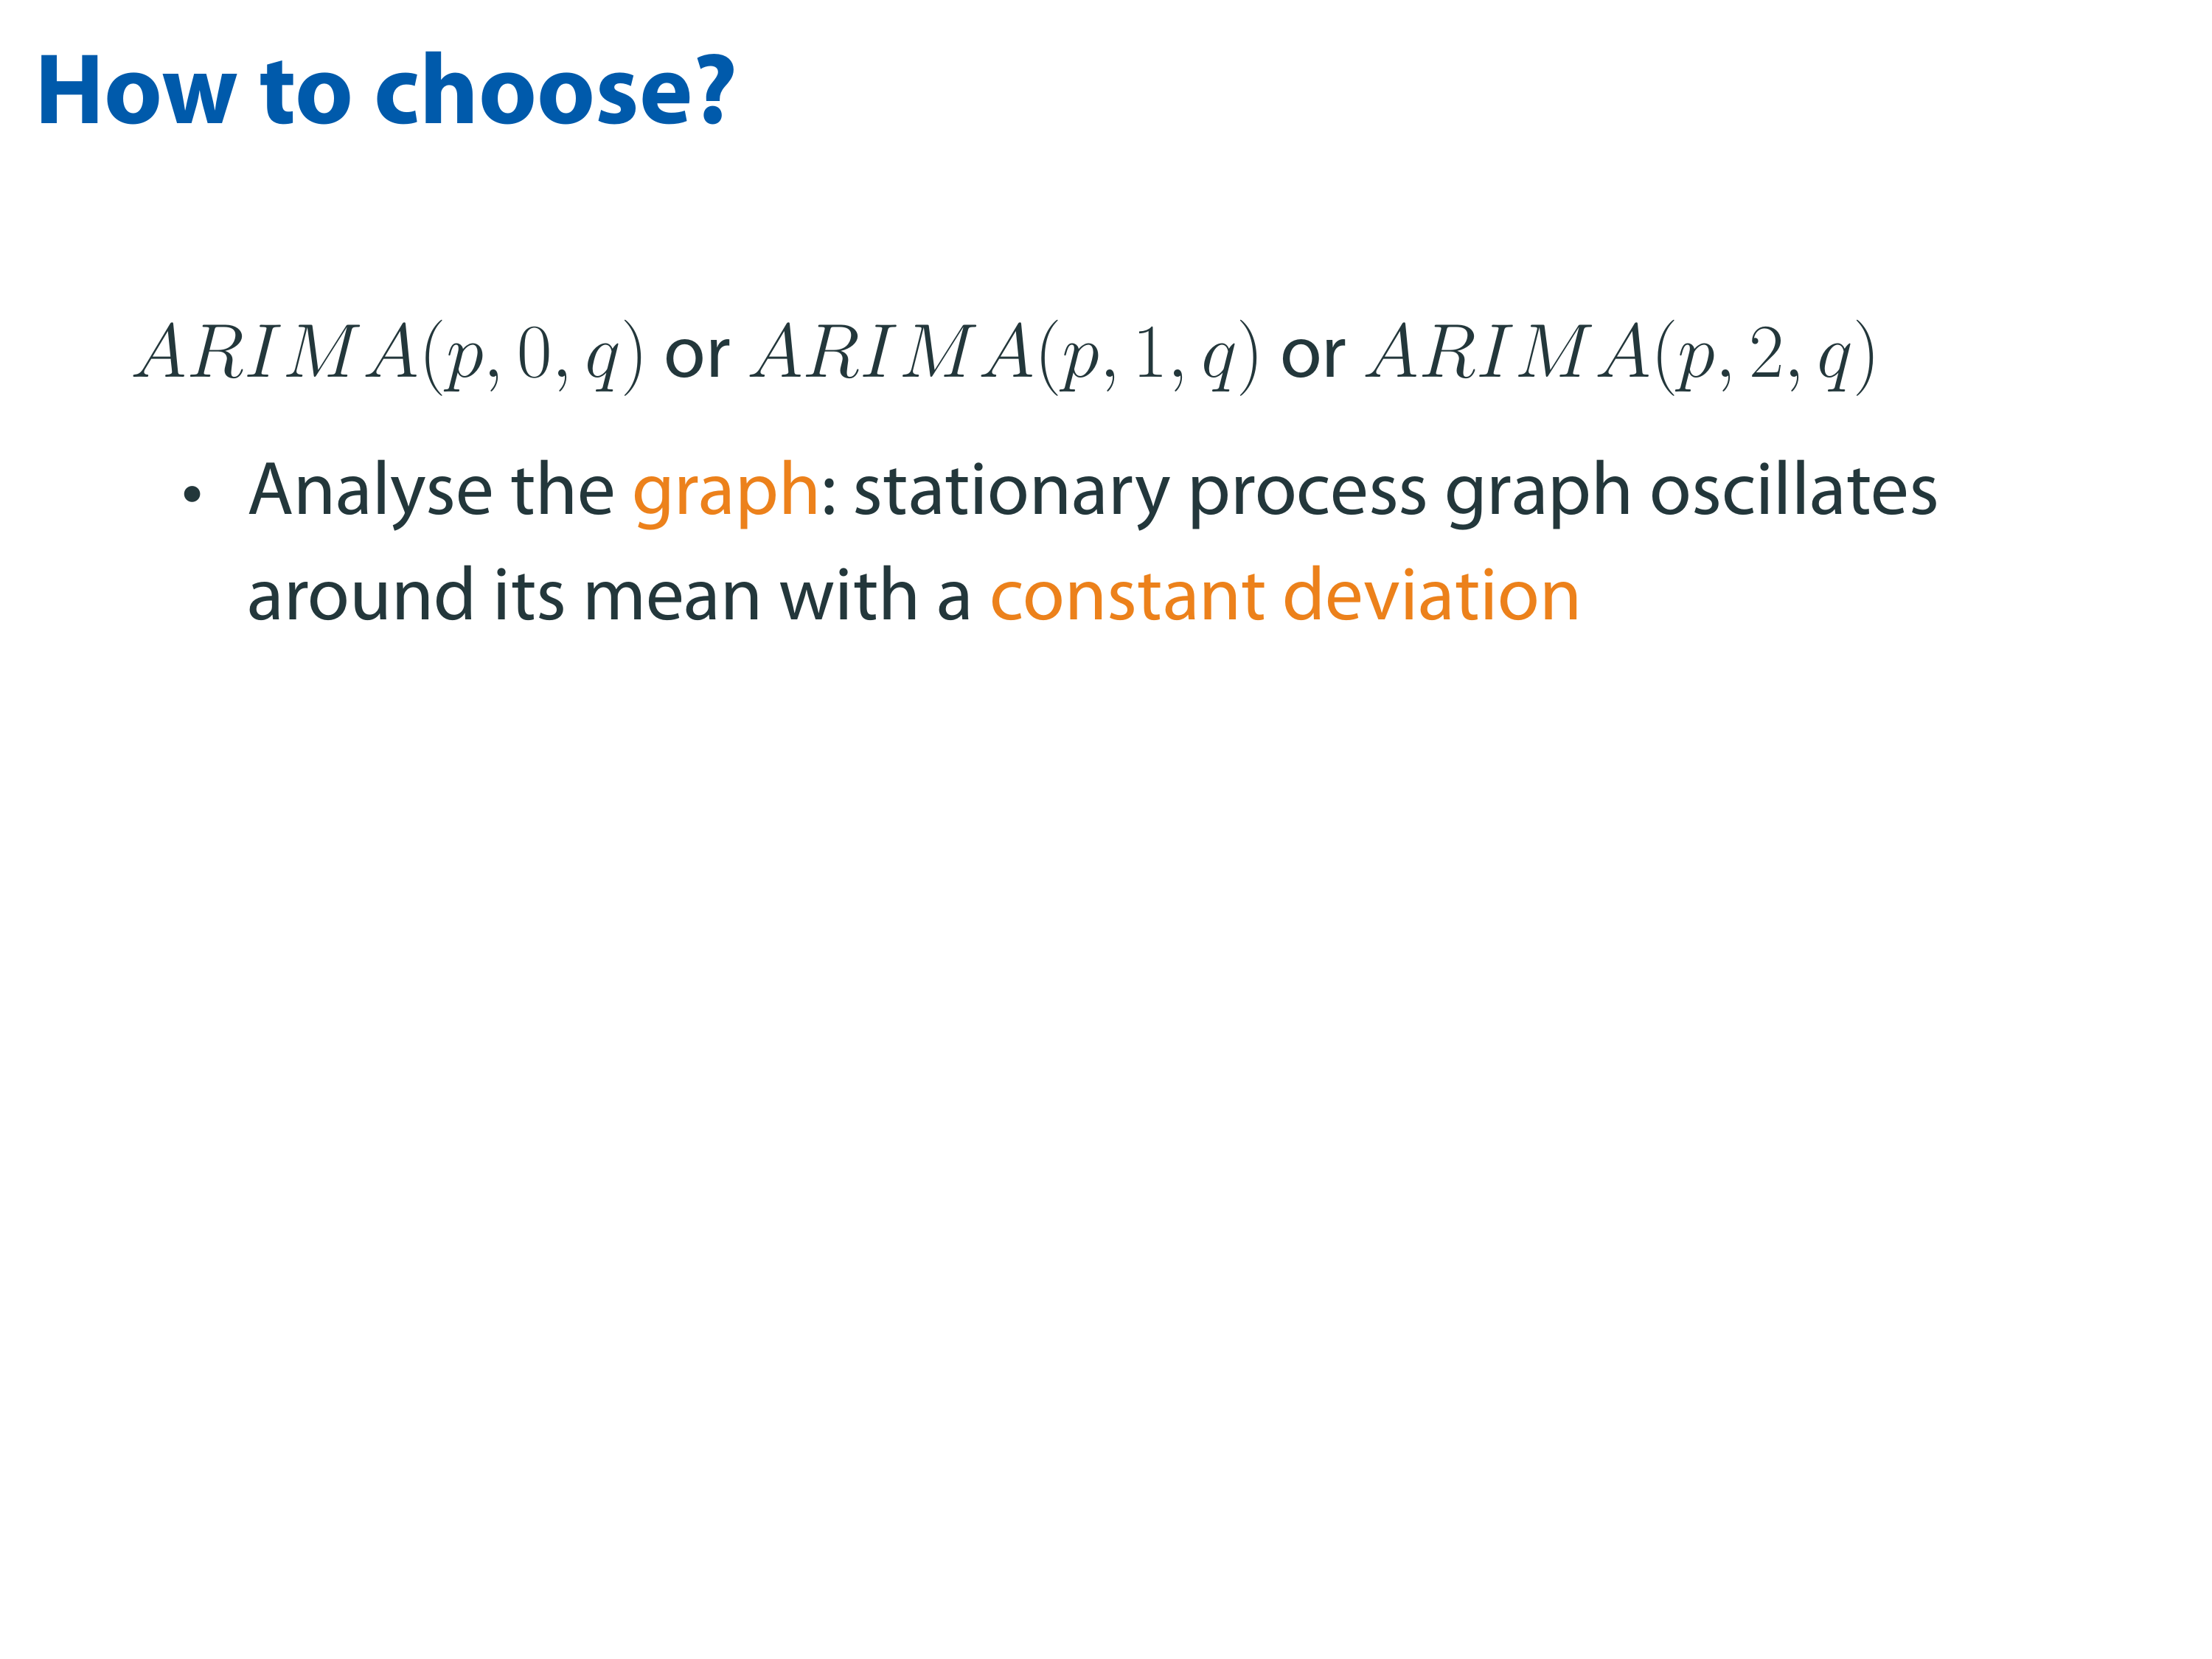 How to choose?
ARIMA(p, 0, q) or ARIMA(p, 1, q) or ARIMA(p, 2, q)
• Analyse the graph: stationary process graph oscillates
around its mean with a constant deviation